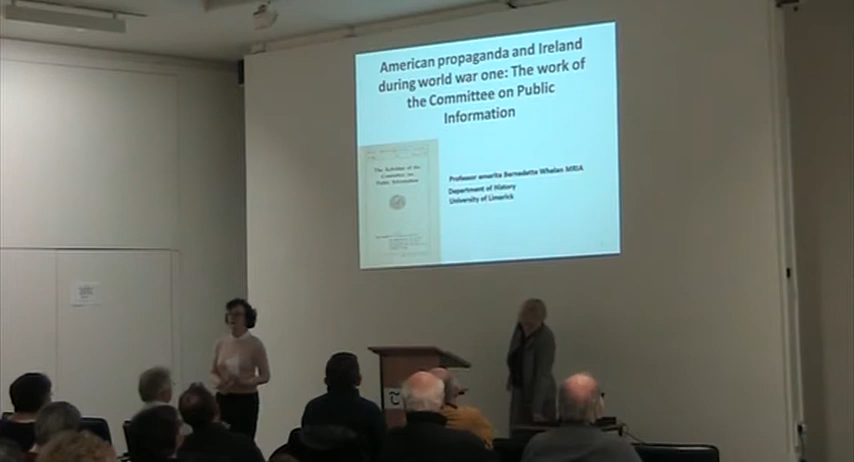 American propaganda and Ireland
during world war one: The work of
the Committee on Public
Information
The Activities of the
Committee on
Public Information
Professor emerita Bernadette Whelan MRIA
Department of History
University of Limerick